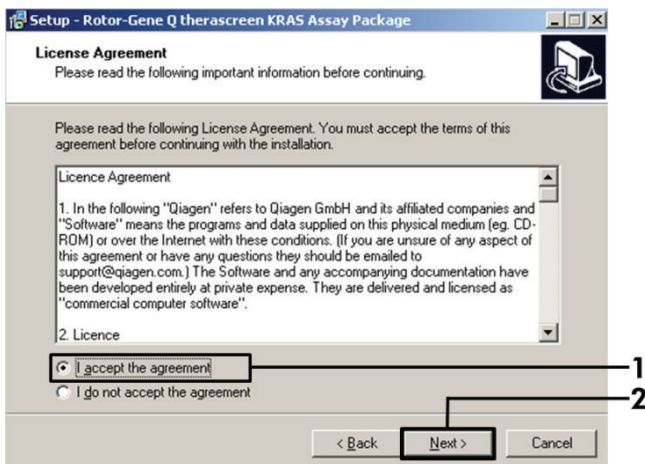 Setup - Rotor-Gene Q therascreen KRAS Assay Package
License Agreement
Please read the following important information before continuing.
Please read the following License Agreement. You must accept the terms of this
agreement before continuing with the installation.
Licence Agreement
1. In the following "Qiagen" refers to Qiagen GmbH and its affiliated companies and
"Software" means the programs and data supplied on this physical medium (eg. CD-
ROM) or over the Internet with these conditions. (If you are unsure of any aspect of
this agreement or have any questions they should be emailed to
support@qiagen.com.) The Software and any accompanying documentation have
been developed entirely at private expense. They are delivered and licensed as
"commercial computer software".
2. Licence
I accept the agreement
1
I do not accept the agreement
2
< Back
Next >
Cancel